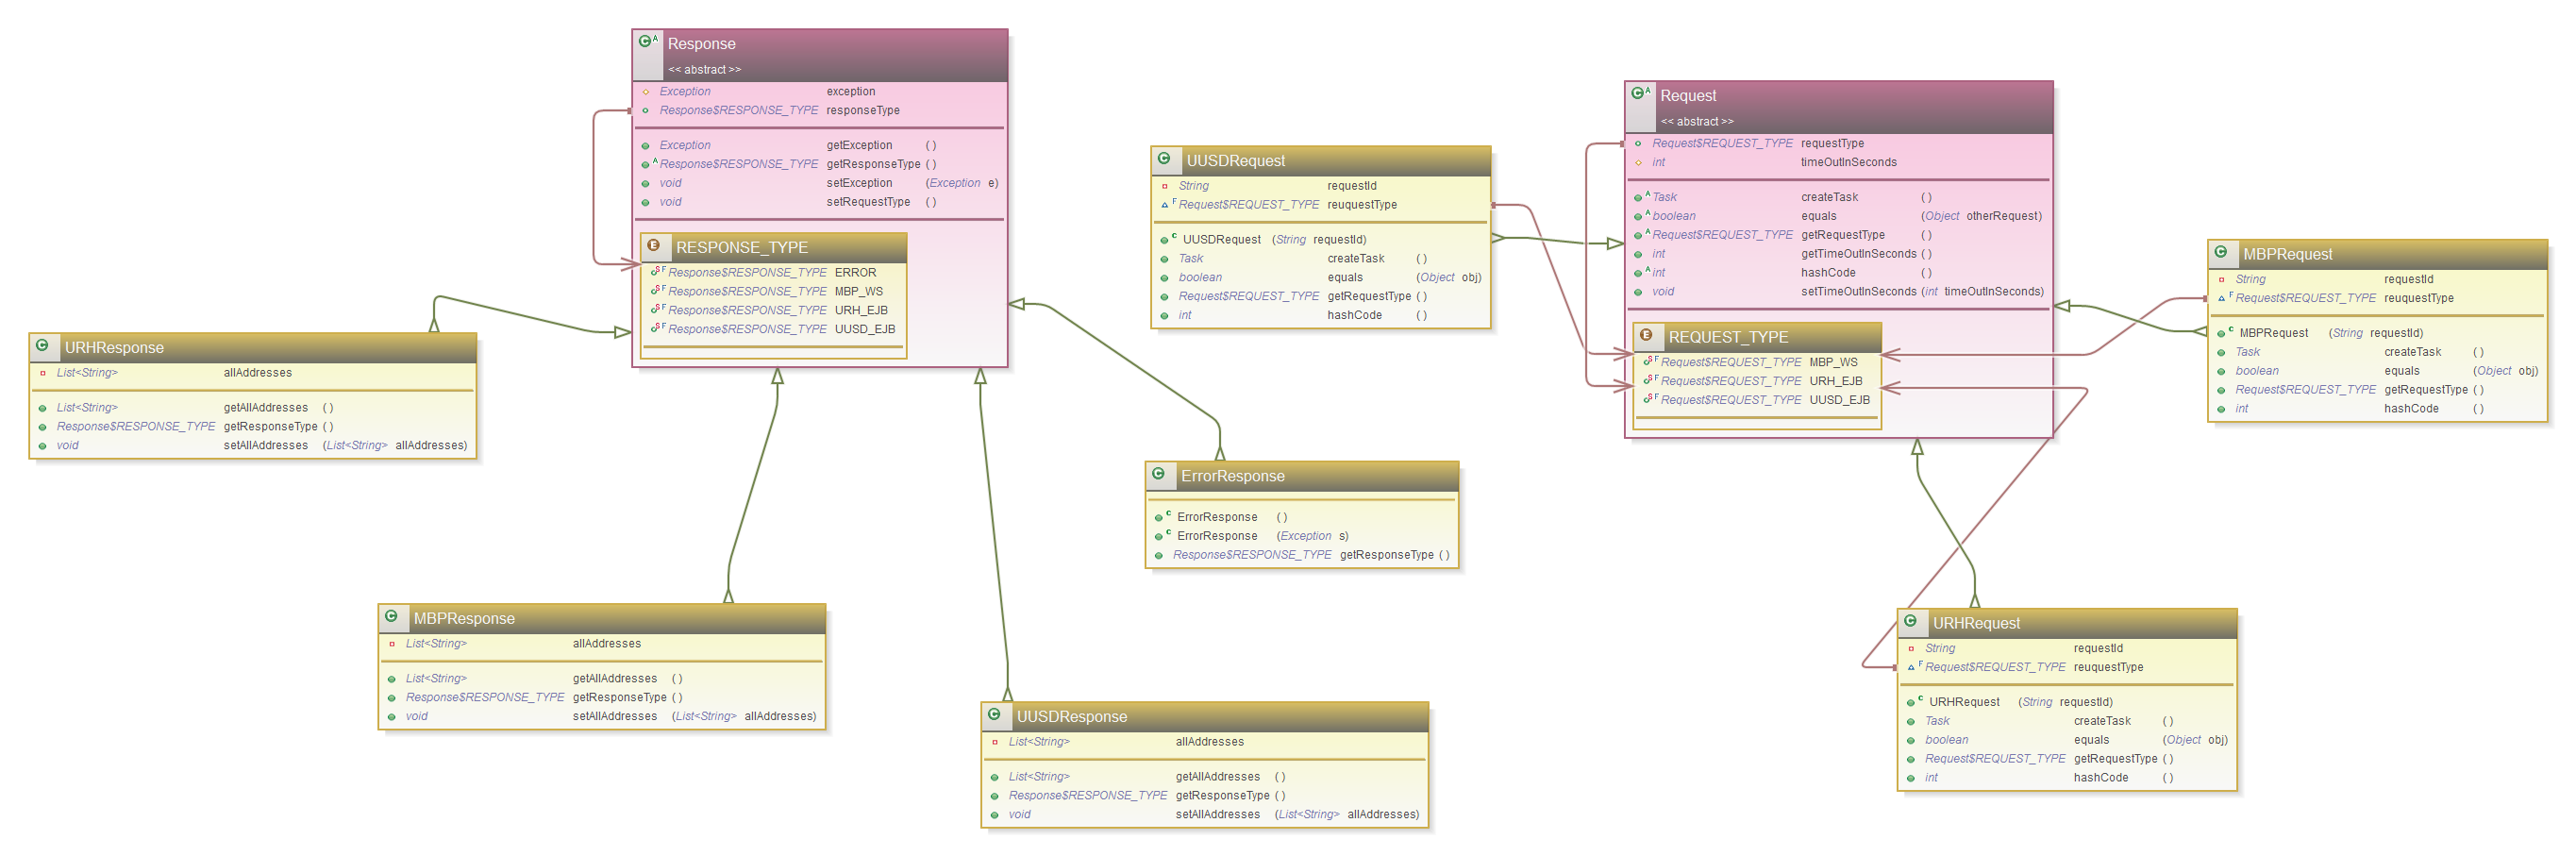 Response
<< abstract >>
Exception exception
Response$RESPONSE_TYPE responseType
Exception getException ( )
A Response$RESPONSE_TYPE getResponseType ( )
void setException (Exception e)
void setRequestType ( )
E RESPONSE_TYPE
S F Response$RESPONSE_TYPE ERROR
S F Response$RESPONSE_TYPE MBP_WS
S F Response$RESPONSE_TYPE URH_EJB
S F Response$RESPONSE_TYPE UUSD_EJB
C URHResponse
List<String> allAddresses
List<String> getAllAddresses ( )
Response$RESPONSE_TYPE getResponseType ( )
void setAllAddresses (List<String> allAddresses)
C MBPResponse
List<String> allAddresses
List<String> getAllAddresses ( )
Response$RESPONSE_TYPE getResponseType ( )
void setAllAddresses (List<String> allAddresses)
C UUSDResponse
List<String> allAddresses
List<String> getAllAddresses ( )
Response$RESPONSE_TYPE getResponseType ( )
void setAllAddresses (List<String> allAddresses)
C ErrorResponse
C ErrorResponse ( )
C ErrorResponse (Exception s)
Response$RESPONSE_TYPE getResponseType ( )
C UUSDRequest
String requestId
F Request$REQUEST_TYPE reuquestType
C UUSDRequest (String requestId)
Task createTask ( )
boolean equals (Object obj)
Request$REQUEST_TYPE getRequestType ( )
int hashCode ( )
C A Request
<< abstract >>
Request$REQUEST_TYPE requestType
int timeOutInSeconds
A Task createTask ( )
A boolean equals (Object otherRequest)
A Request$REQUEST_TYPE getRequestType ( )
int getTimeOutInSeconds ( )
A int hashCode ( )
void setTimeOutInSeconds (int timeOutInSeconds)
E REQUEST_TYPE
S F Request$REQUEST_TYPE MBP_WS
S F Request$REQUEST_TYPE URH_EJB
S F Request$REQUEST_TYPE UUSD_EJB
C MBPRequest
String requestId
F Request$REQUEST_TYPE reuquestType
C MBPRequest (String requestId)
Task createTask ( )
boolean equals (Object obj)
Request$REQUEST_TYPE getRequestType ( )
int hashCode ( )
C URHRequest
String requestId
F Request$REQUEST_TYPE reuquestType
C URHRequest (String requestId)
Task createTask ( )
boolean equals (Object obj)
Request$REQUEST_TYPE getRequestType ( )
int hashCode ( )